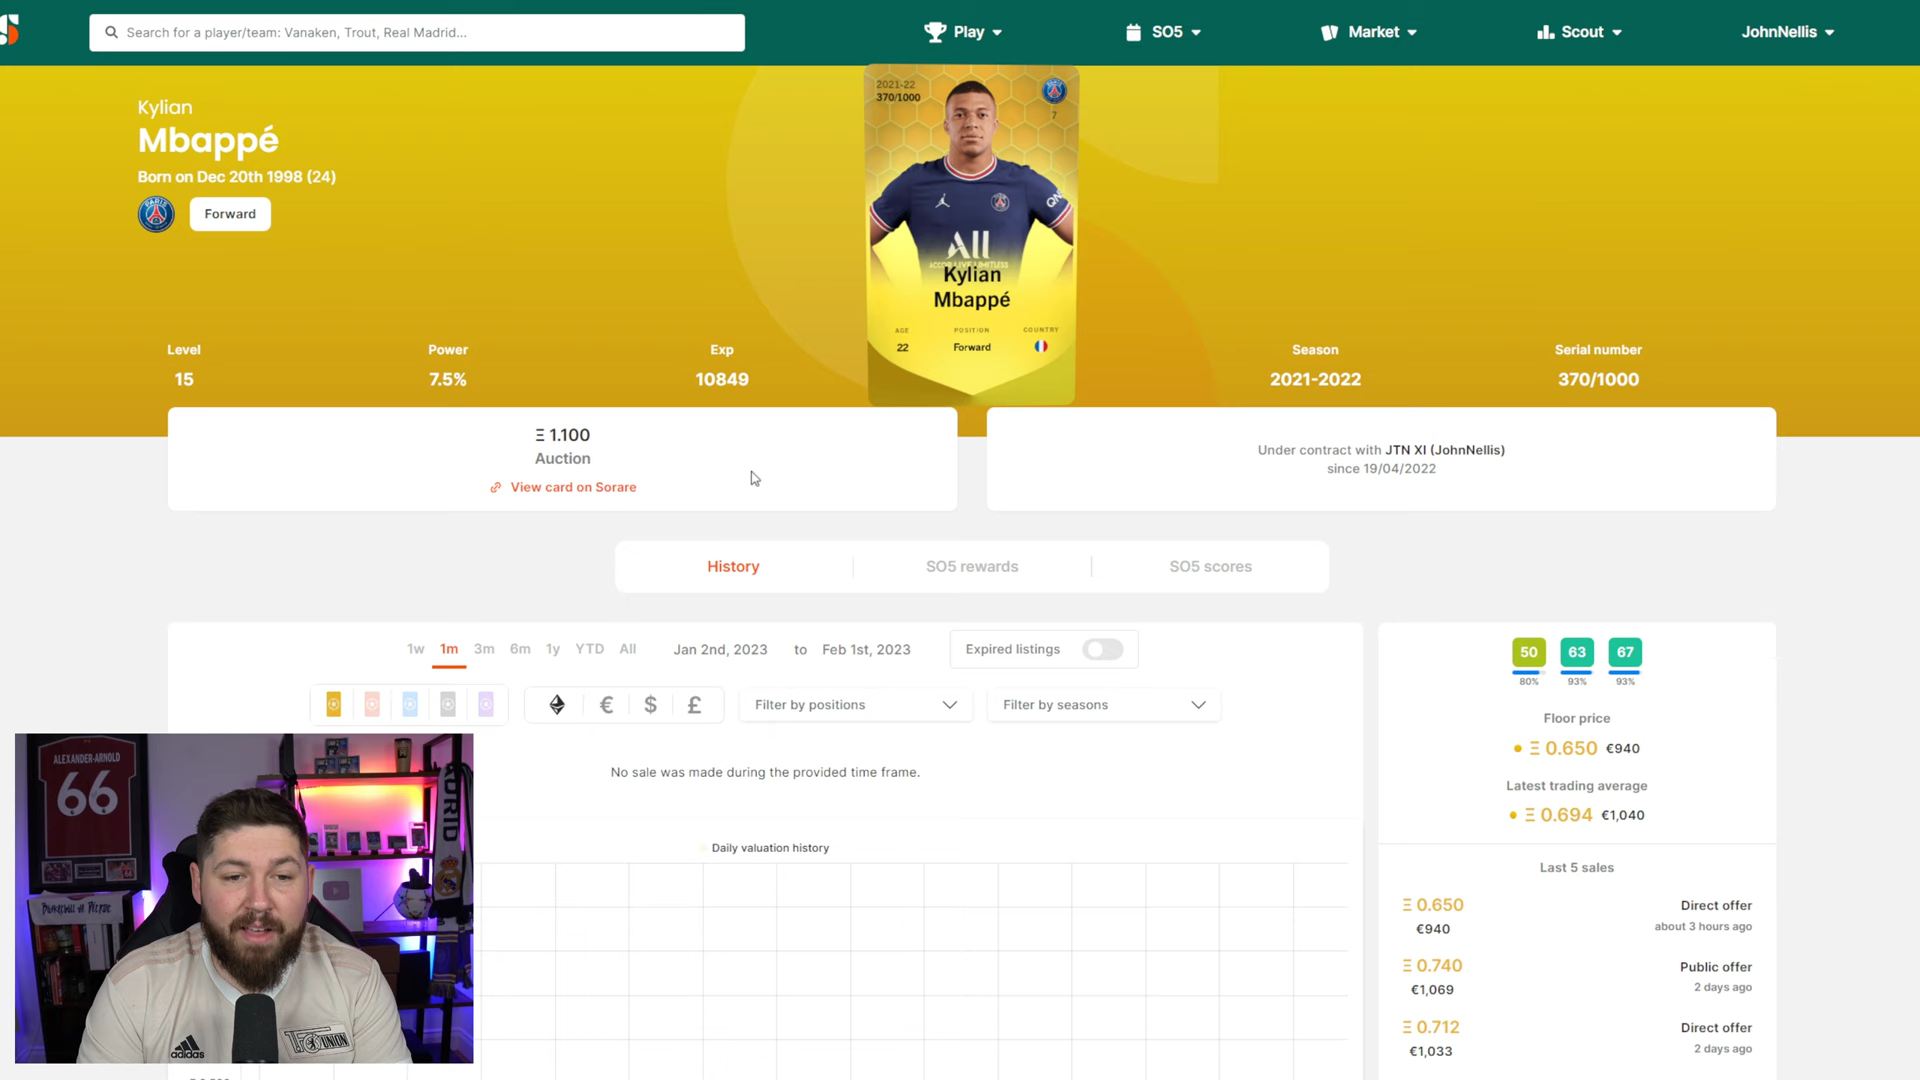 Search for a player/team: Vanaken, Trout, Real Madrid...
Play
SO5
Market
Scout
JohnNellis
Kylian
Mbappé
Born on Dec 20th 1998 (24)
Forward
2021-22
370/1000
7
All
Kylian
Mbappé
AGE POSITION COUNTRY
22 Forward
Level
15
Power
7.5%
Exp
10849
Season
2021-2022
Serial number
370/1000
Ξ 1.100
Auction
View card on Sorare
Under contract with JTN XI (JohnNellis)
since 19/04/2022
History
SO5 rewards
SO5 scores
1w 1m 3m 6m 1y YTD All
Jan 2nd, 2023 to Feb 1st, 2023
Expired listings
€ $ £
Filter by positions
Filter by seasons
No sale was made during the provided time frame.
Daily valuation history
50 63 67
80% 93% 93%
Floor price
Ξ 0.650 €940
Latest trading average
Ξ 0.694 €1,040
Last 5 sales
Ξ 0.650 Direct offer
€940 about 3 hours ago
Ξ 0.740 Public offer
€1,069 2 days ago
Ξ 0.712 Direct offer
€1,033 2 days ago
ALEXANDER-ARNOLD
66
adidas
UNION